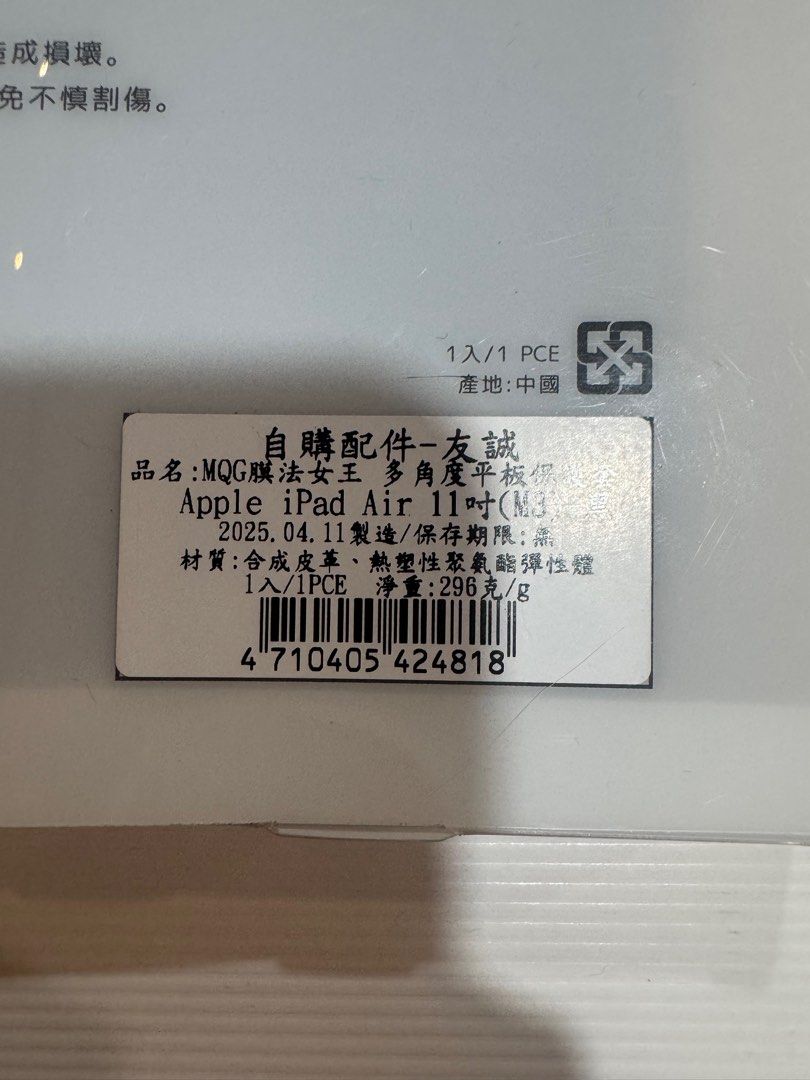 成損壞。
免不慎割傷。
1入/1 PCE
產地:中國
自購配件-友誠
品名:MQG膜法女王 多角度平板保
Apple iPad Air 11吋(M3
2025.04.11製造/保存期限:無
材質:合成皮革、熱塑性聚氨酯彈性體
1入/1PCE 淨重:296克/g
4 710405 424818